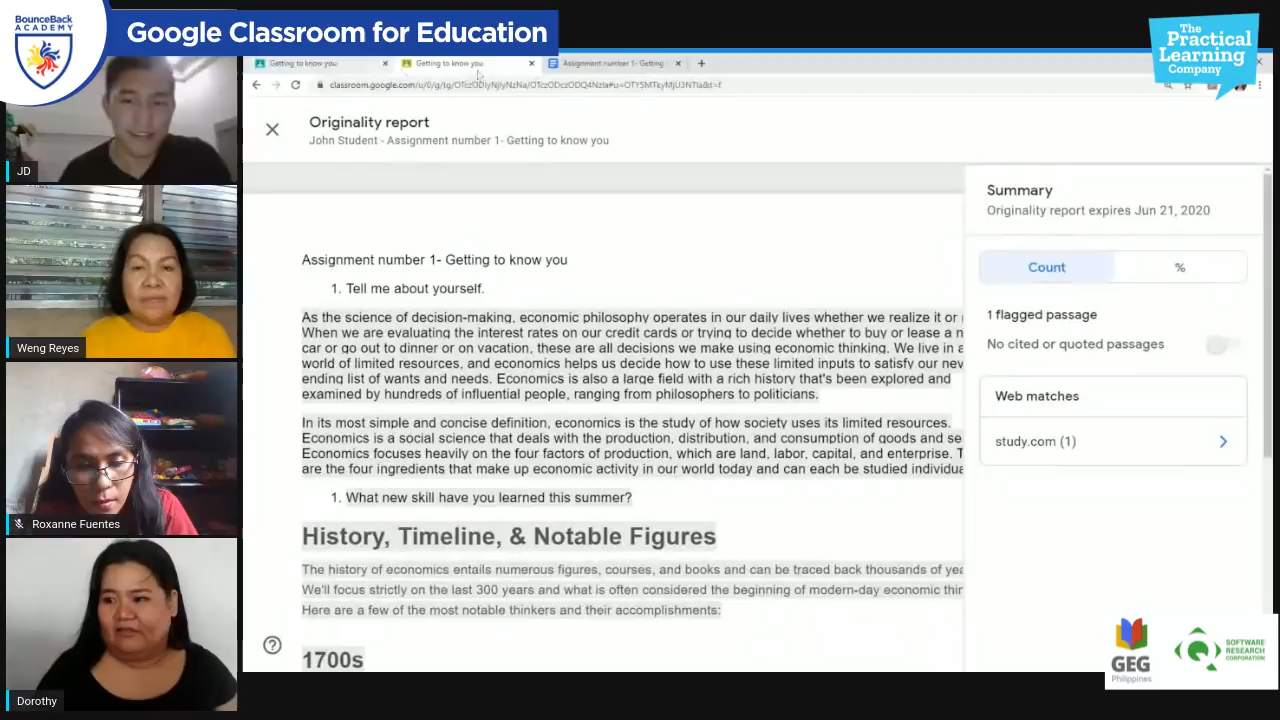 BounceBack
ACADEMY
Google Classroom for Education
The
Practical
Learning
Company
Getting to know you
Getting to know you
Assignment number 1- Getting to
Originality report
John Student - Assignment number 1- Getting to know you
Summary
Originality report expires Jun 21, 2020
Count
%
1 flagged passage
No cited or quoted passages
Web matches
study.com (1)
Assignment number 1- Getting to know you
1. Tell me about yourself.
As the science of decision-making, economic philosophy operates in our daily lives whether we realize it or
When we are evaluating the interest rates on our credit cards or trying to decide whether to buy or lease a
car or go out to dinner or on vacation, these are all decisions we make using economic thinking. We live in a
world of limited resources, and economics helps us decide how to use these limited inputs to satisfy our
ending list of wants and needs. Economics is also a large field with a rich history that's been explored and
examined by hundreds of influential people, ranging from philosophers to politicians.
In its most simple and concise definition, economics is the study of how society uses its limited resources.
Economics is a social science that deals with the production, distribution, and consumption of goods and
Economics focuses heavily on the four factors of production, which are land, labor, capital, and enterprise.
are the four ingredients that make up economic activity in our world today and can each be studied
1. What new skill have you learned this summer?
History, Timeline, & Notable Figures
The history of economics entails numerous figures, courses, and books and can be traced back thousands of
We'll focus strictly on the last 300 years and what is often considered the beginning of modern-day economic
Here are a few of the most notable thinkers and their accomplishments:
1700s
JD
Weng Reyes
Roxanne Fuentes
Dorothy
GEG
Philippines
SOFTWARE
RESEARCH
CORPORATION